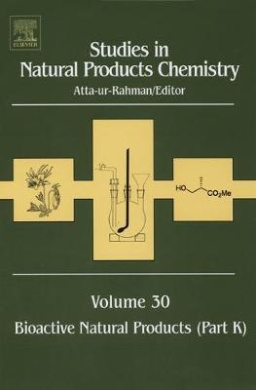 ELSEVIER
Studies in
Natural Products Chemistry
Atta-ur-Rahman/Editor
HO
CO₂Me
Volume 30
Bioactive Natural Products (Part K)